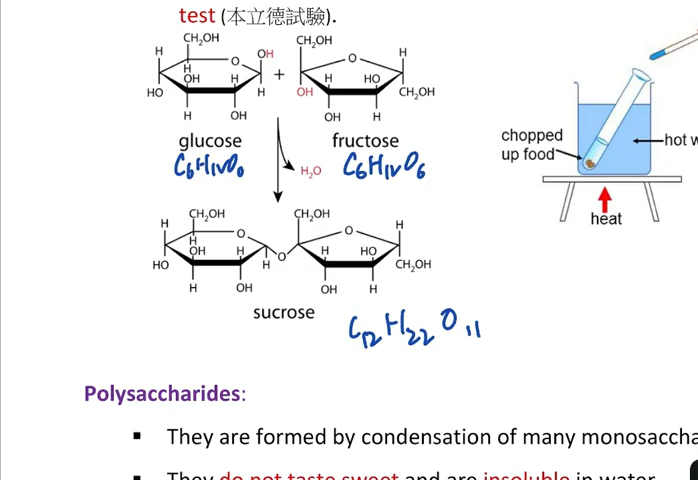 test (本立德試驗).
CH₂OH
H
O
OH
H
OH
H
HO
H
H
OH
+
CH₂OH
O
H
H
HO
OH
CH₂OH
OH
H
glucose
fructose
C₆H₁₂O₆
H₂O
C₆H₁₂O₆
CH₂OH
H
O
H
OH
H
HO
H
H
OH
O
CH₂OH
O
H
H
HO
CH₂OH
OH
H
sucrose
C₁₂H₂₂O₁₁
chopped
up food
hot
heat
Polysaccharides:
▪ They are formed by condensation of many
▪ They do not taste sweet and are insoluble in water